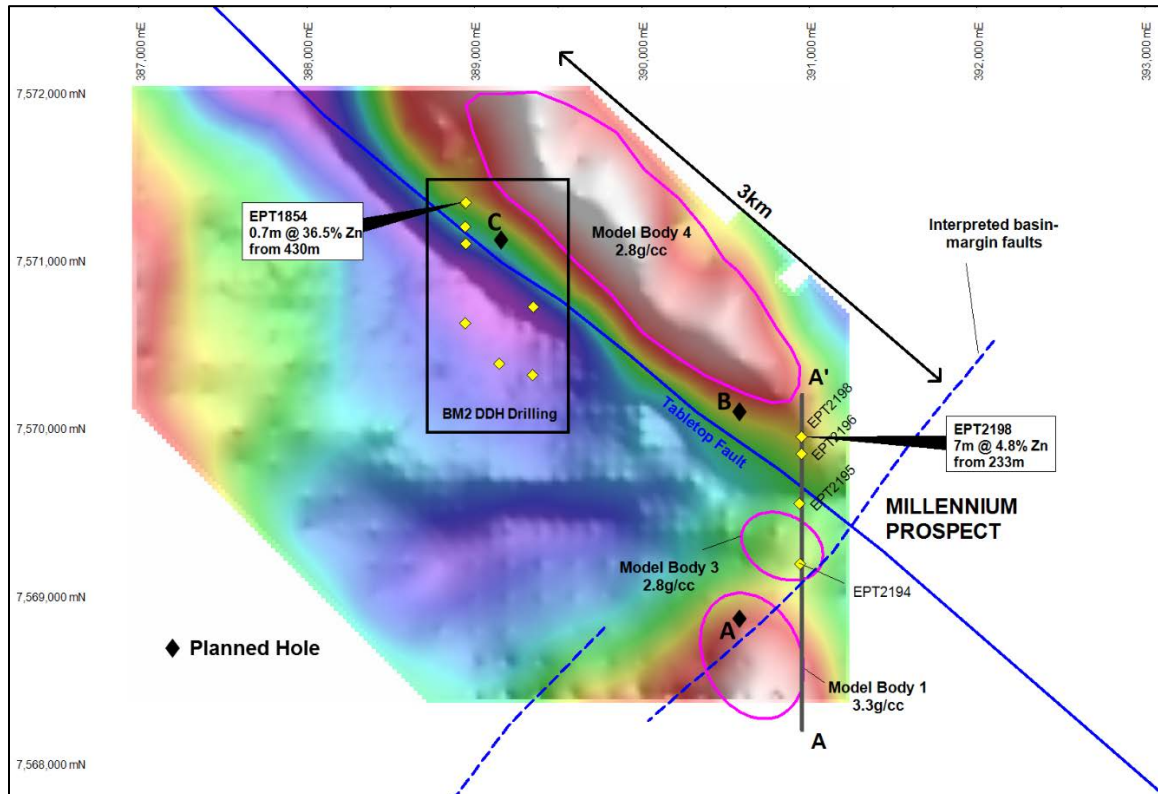 387,000 mE
388,000 mE
389,000 mE
390,000 mE
391,000 mE
392,000 mE
393,000 mE
7,572,000 mN
7,571,000 mN
7,570,000 mN
7,569,000 mN
7,568,000 mN
3km
Interpreted basin-
margin faults
EPT1854
0.7m @ 36.5% Zn
from 430m
C
Model Body 4
2.8g/cc
BM2 DDH Drilling
B
Tabletop Fault
A'
EPT2198
EPT2196
EPT2195
EPT2198
7m @ 4.8% Zn
from 233m
MILLENNIUM
PROSPECT
Model Body 3
2.8g/cc
EPT2194
A
Planned Hole
Model Body 1
3.3g/cc
A